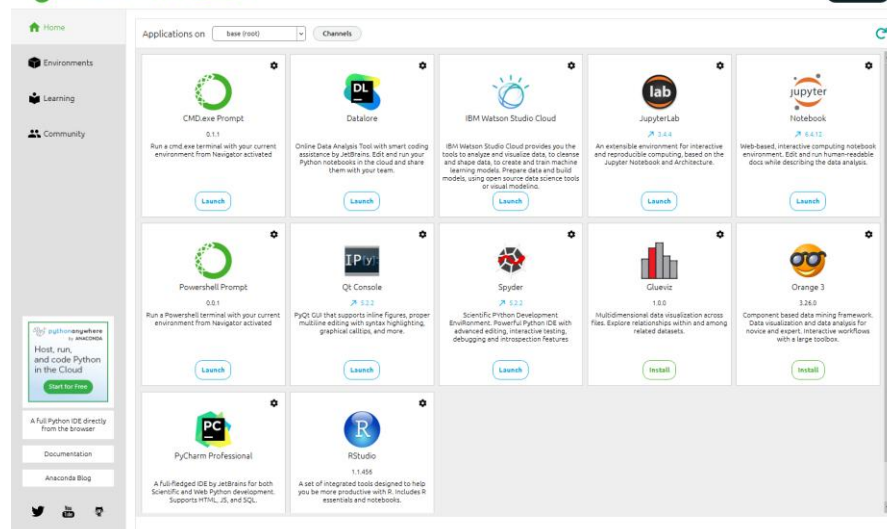 Home
Environments
Learning
Community
pythonanywhere
by ANACONDA
Host, run,
and code Python
in the Cloud
Start for Free
A full Python IDE directly
from the browser
Documentation
Anaconda Blog
Applications on
base (root)
Channels
CMD.exe Prompt
0.1.1
Run a cmd.exe terminal with your current
environment from Navigator activated
Launch
DL
Datalore
Online Data Analysis Tool with smart coding
assistance by JetBrains. Edit and run your
Python notebooks in the cloud and share
them with your team.
Launch
IBM Watson Studio Cloud
IBM Watson Studio Cloud provides you the
tools to analyze and visualize data, to cleanse
and shape data, to create and train machine
learning models. Prepare data and build
models, using open source data science tools
or visual modeling.
Launch
lab
JupyterLab
3.4.4
An extensible environment for interactive
and reproducible computing, based on the
Jupyter Notebook and Architecture.
Launch
jupyter
Notebook
6.4.12
Web-based, interactive computing notebook
environment. Edit and run human-readable
docs while describing the data analysis.
Launch
Powershell Prompt
0.0.1
Run a Powershell terminal with your current
environment from Navigator activated
Launch
IP[y]:
Qt Console
5.2.2
PyQt GUI that supports inline figures, proper
multiline editing with syntax highlighting,
graphical calltips, and more.
Launch
Spyder
5.2.2
Scientific PYthon Development
EnviRonment. Powerful Python IDE with
advanced editing, interactive testing,
debugging and introspection features
Launch
Glueviz
1.0.0
Multidimensional data visualization across
files. Explore relationships within and among
related datasets.
Install
Orange 3
3.26.0
Component based data mining framework.
Data visualization and data analysis for
novice and expert. Interactive workflows
with a large toolbox.
Install
PC
PyCharm Professional
A full-fledged IDE by JetBrains for both
Scientific and Web Python development.
Supports HTML, JS, and SQL.
R
RStudio
1.1.456
A set of integrated tools designed to help
you be more productive with R. Includes R
essentials and notebooks.